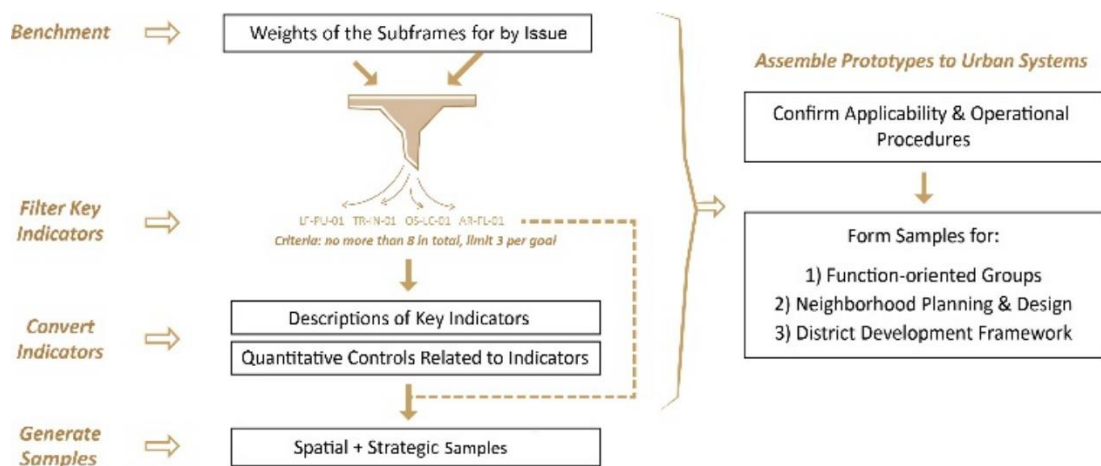 Benchment
Weights of the Subframes for by Issue
Filter Key
Indicators
LF-PU-01 TR-IN-01 OS-LC-01 AR-FL-01
Criteria: no more than 8 in total, limit 3 per goal
Convert
Indicators
Descriptions of Key Indicators
Quantitative Controls Related to Indicators
Generate
Samples
Spatial + Strategic Samples
Assemble Prototypes to Urban Systems
Confirm Applicability & Operational
Procedures
Form Samples for:
1) Function-oriented Groups
2) Neighborhood Planning & Design
3) District Development Framework